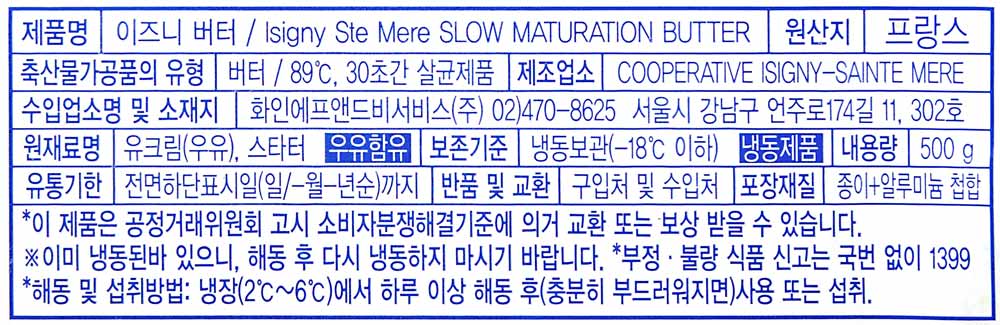 제품명 이즈니 버터 / Isigny Ste Mere SLOW MATURATION BUTTER 원산지 프랑스
축산물가공품의 유형 버터 / 89℃, 30초간 살균제품 제조업소 COOPERATIVE ISIGNY-SAINTE MERE
수입업소명 및 소재지 화인에프앤드비서비스(주) 02)470-8625 서울시 강남구 언주로174길 11, 302호
원재료명 유크림(우유), 스타터 우유함유 보존기준 냉동보관(-18℃ 이하) 냉동제품 내용량 500 g
유통기한 전면하단표시일(일/-월-년순)까지 반품 및 교환 구입처 및 수입처 포장재질 종이+알루미늄 첩합
*이 제품은 공정거래위원회 고시 소비자분쟁해결기준에 의거 교환 또는 보상 받을 수 있습니다.
※이미 냉동된바 있으니, 해동 후 다시 냉동하지 마시기 바랍니다. *부정·불량 식품 신고는 국번 없이 1399
*해동 및 섭취방법: 냉장(2℃~6℃)에서 하루 이상 해동 후(충분히 부드러워지면)사용 또는 섭취.